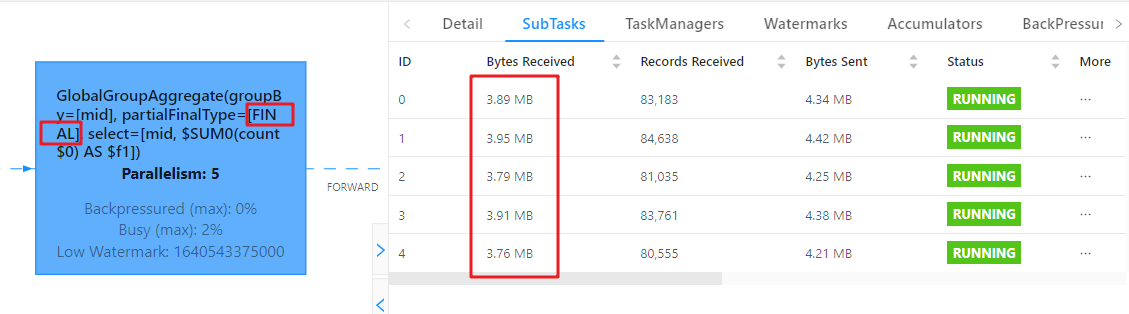 Detail SubTasks TaskManagers Watermarks Accumulators BackPressur
ID Bytes Received Records Received Bytes Sent Status More
0 3.89 MB 83,183 4.34 MB RUNNING ...
1 3.95 MB 84,638 4.42 MB RUNNING ...
2 3.79 MB 81,035 4.25 MB RUNNING ...
3 3.91 MB 83,761 4.38 MB RUNNING ...
4 3.76 MB 80,555 4.21 MB RUNNING ...
GlobalGroupAggregate(groupB
y=[mid], partialFinalType=[FIN
AL], select=[mid, $SUM0(count
$0) AS $f1])
Parallelism: 5
Backpressured (max): 0%
Busy (max): 2%
Low Watermark: 1640543375000
FORWARD